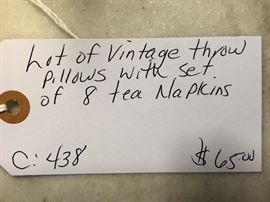 Lot of Vintage throw
pillows with set
of 8 tea Napkins
C: 438 $65.00